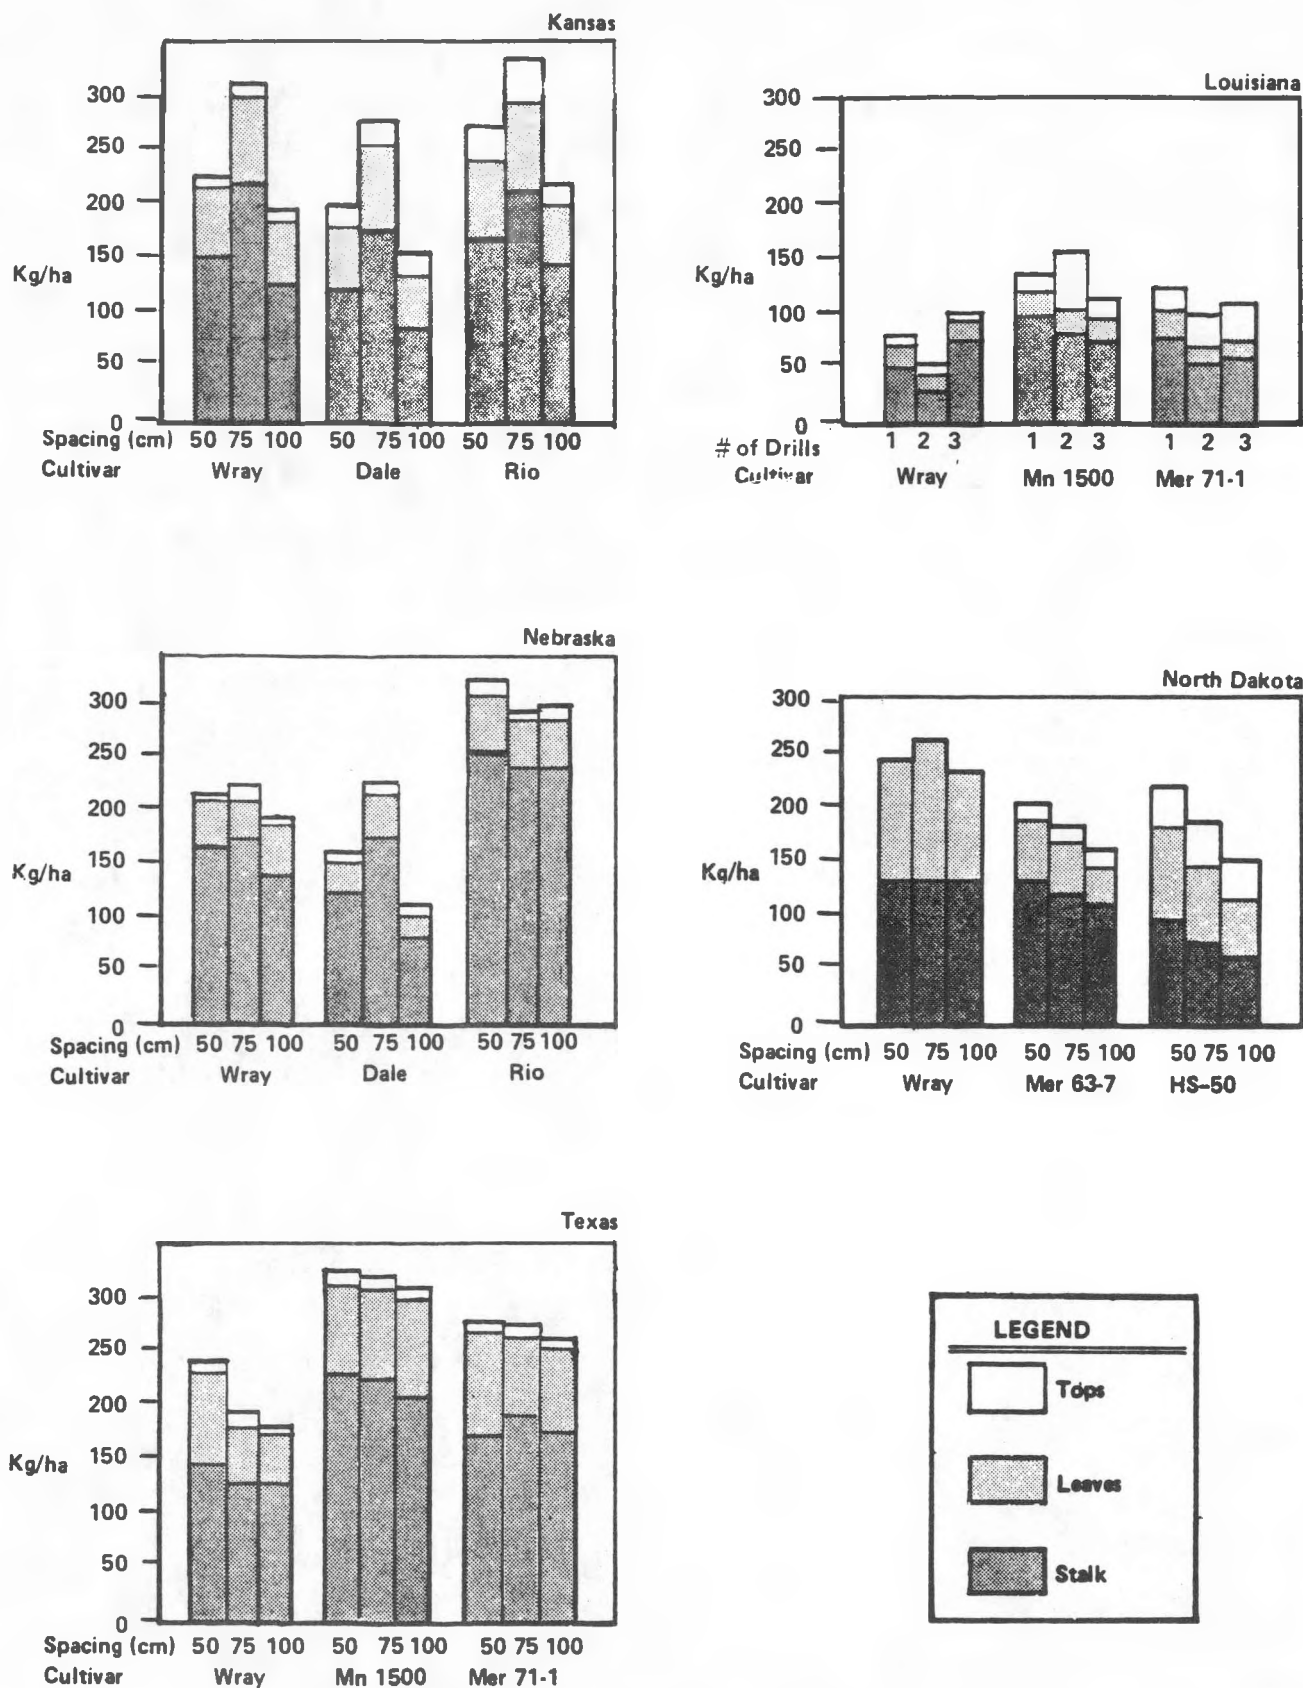 Kansas
300
250
200
150
Kg/ha
100
50
0
Spacing (cm) 50 75 100 50 75 100 50 75 100
Cultivar Wray Dale Rio
Louisiana
300
250
200
150
Kg/ha
100
50
0
# of Drills 1 2 3 1 2 3 1 2 3
Cultivar Wray Mn 1500 Mer 71-1
Nebraska
300
250
200
150
Kg/ha
100
50
0
Spacing (cm) 50 75 100 50 75 100 50 75 100
Cultivar Wray Dale Rio
North Dakota
300
250
200
150
Kg/ha
100
50
0
Spacing (cm) 50 75 100 50 75 100 50 75 100
Cultivar Wray Mer 63-7 HS-50
Texas
300
250
200
150
Kg/ha
100
50
0
Spacing (cm) 50 75 100 50 75 100 50 75 100
Cultivar Wray Mn 1500 Mer 71-1
LEGEND
Tops
Leaves
Stalk